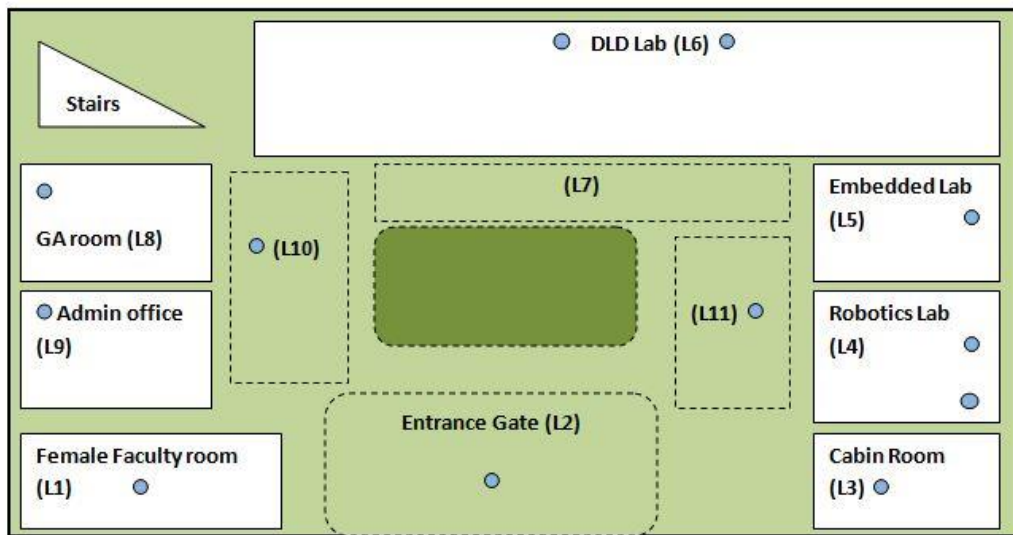 DLD Lab (L6)
Stairs
(L7)
Embedded Lab
(L5)
GA room (L8)
(L10)
Admin office
(L9)
(L11)
Robotics Lab
(L4)
Entrance Gate (L2)
Female Faculty room
(L1)
Cabin Room
(L3)